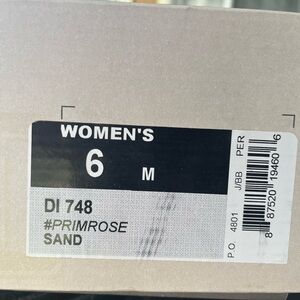 WOMEN'S
6 M
DI 748
#PRIMROSE
SAND
P.O. 4801
J/BB PER
8 87520 19460 6